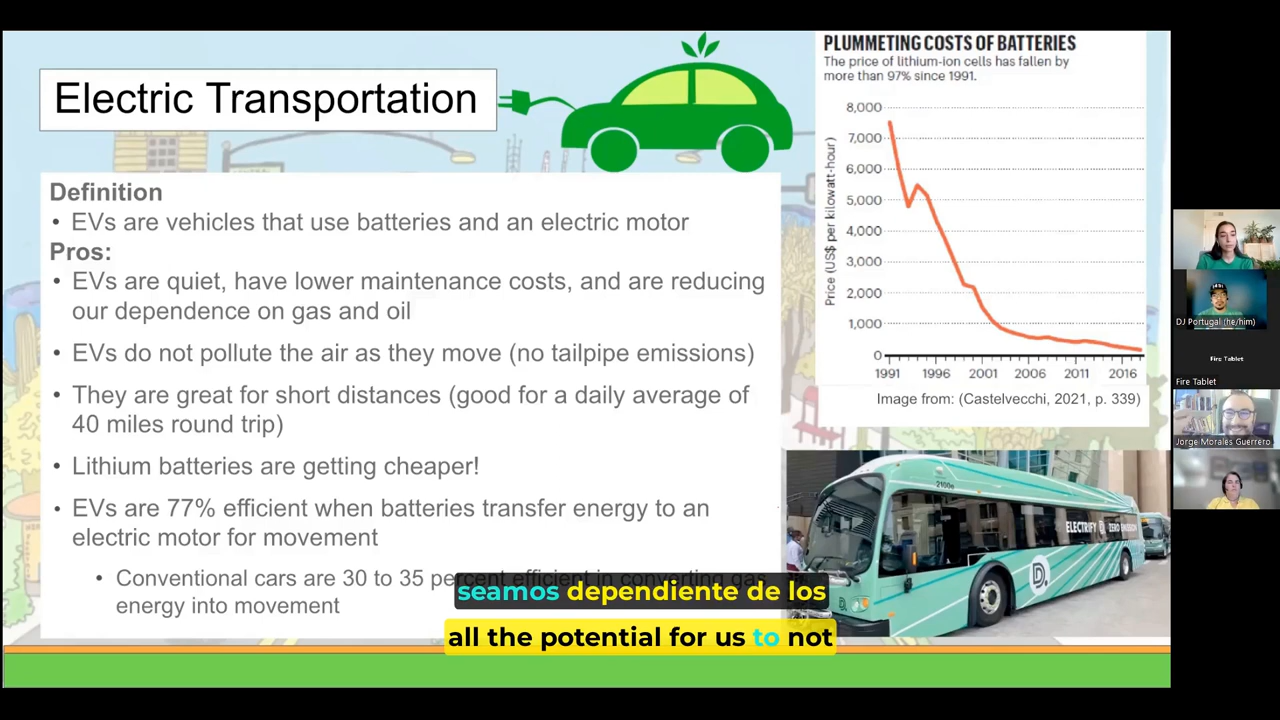 Electric Transportation
Definition
• EVs are vehicles that use batteries and an electric motor
Pros:
• EVs are quiet, have lower maintenance costs, and are reducing
our dependence on gas and oil
• EVs do not pollute the air as they move (no tailpipe emissions)
• They are great for short distances (good for a daily average of
40 miles round trip)
• Lithium batteries are getting cheaper!
• EVs are 77% efficient when batteries transfer energy to an
electric motor for movement
• Conventional cars are 30 to 35 percent efficient in converting gas
energy into movement
seamos dependiente de los
all the potential for us to not
PLUMMETING COSTS OF BATTERIES
The price of lithium-ion cells has fallen by
more than 97% since 1991.
Price (US$ per kilowatt-hour)
8,000
7,000
6,000
5,000
4,000
3,000
2,000
1,000
0
1991 1996 2001 2006 2011 2016
Image from: (Castelvecchi, 2021, p. 339)
2100e
ELECTRIFY D ZERO EMISSIONS
D.
DJ Portugal (he/him)
Fire Tablet
Fire Tablet
Jorge Morales Guerrero